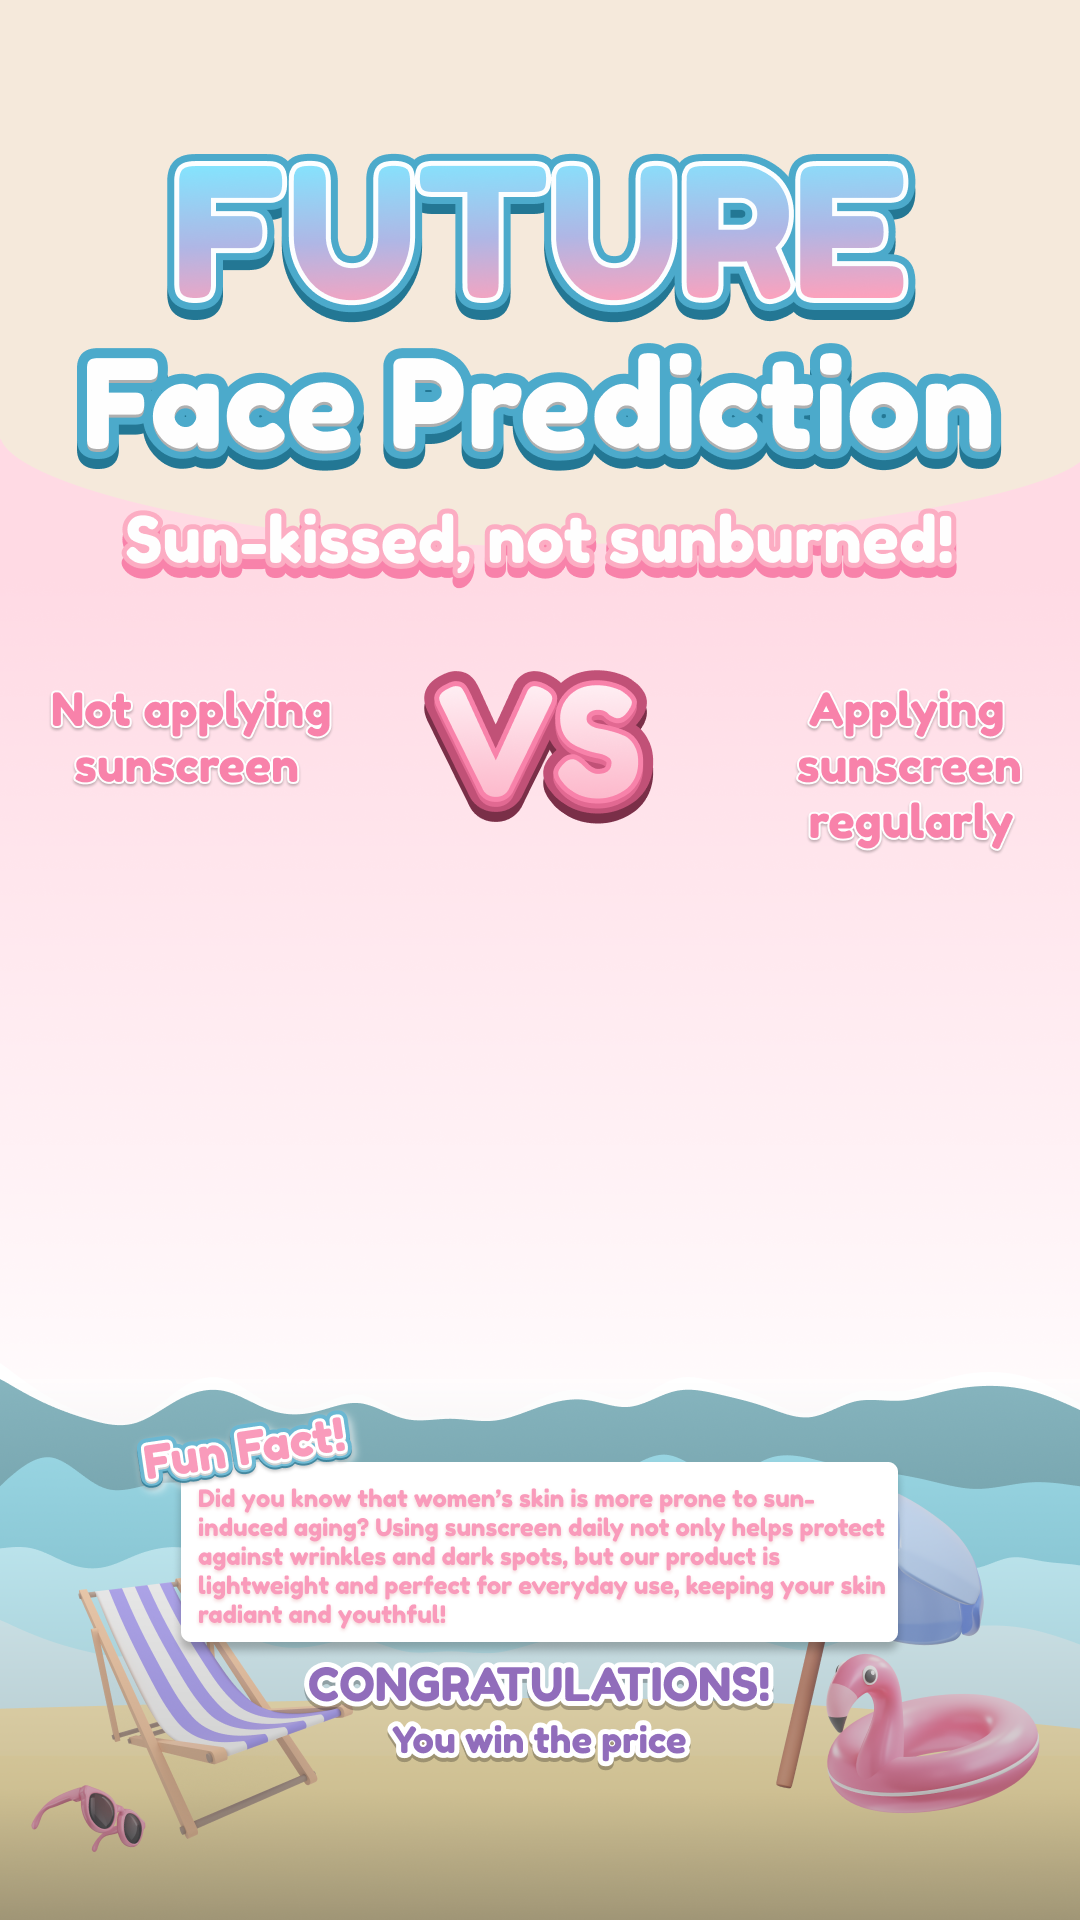 FUTURE
Face Prediction
Sun-kissed, not sunburned!
Not applying
sunscreen
VS
Applying
sunscreen
regularly
Fun Fact!
Did you know that women’s skin is more prone to sun-
induced aging? Using sunscreen daily not only helps protect
against wrinkles and dark spots, but our product is
lightweight and perfect for everyday use, keeping your skin
radiant and youthful!
CONGRATULATIONS!
You win the price